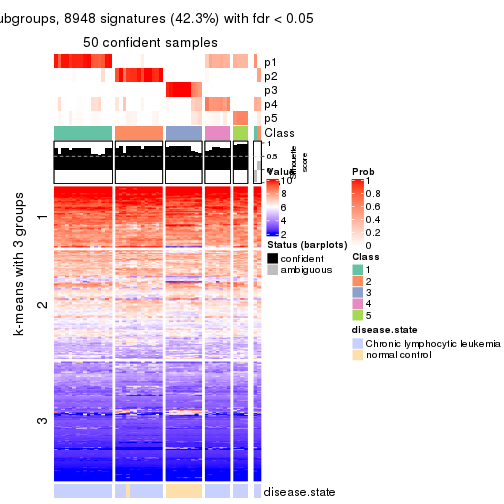 ubgroups, 8948 signatures (42.3%) with fdr < 0.05
50 confident samples
p1
p2
p3
p4
p5
Class
1
0.5
0
Silhouette
score
k-means with 3 groups
1
2
3
Value
10
8
6
4
2
Status (barplots)
confident
ambiguous
Prob
1
0.8
0.6
0.4
0.2
0
Class
1
2
3
4
5
disease.state
Chronic lymphocytic leukemia
normal control
disease.state